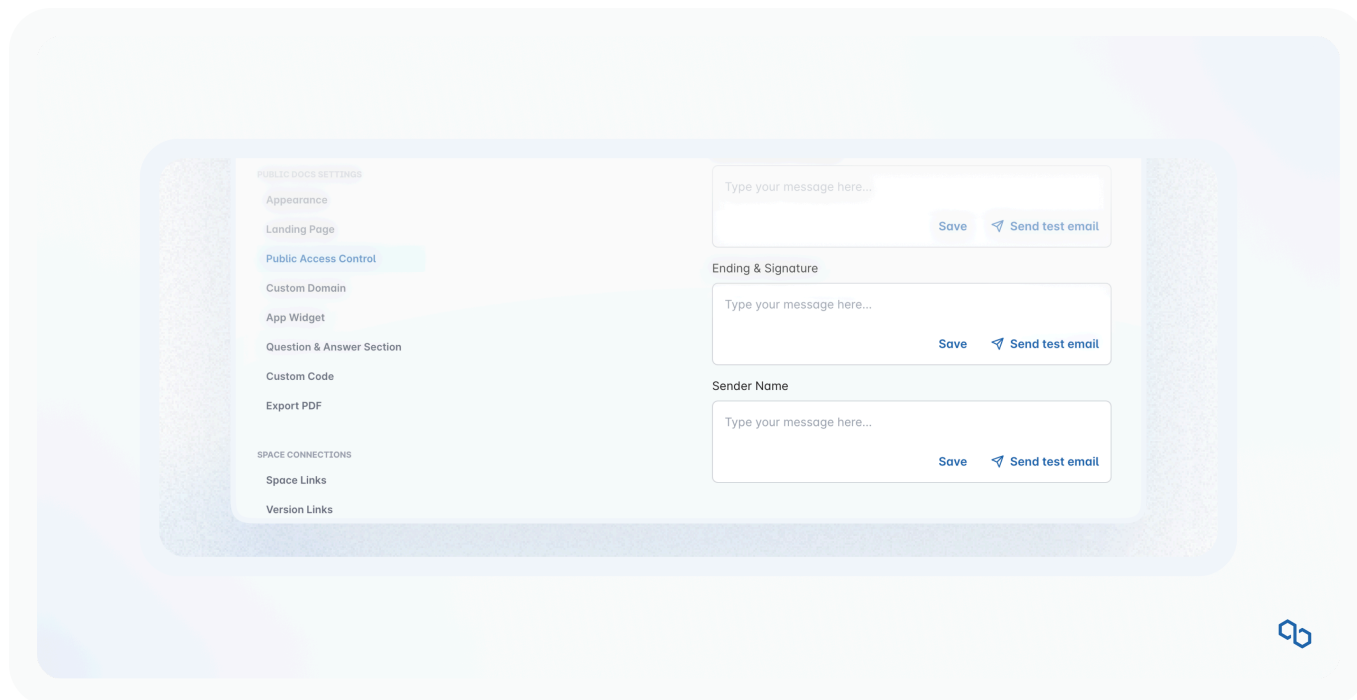 PUBLIC DOCS SETTINGS
Appearance
Landing Page
Public Access Control
Custom Domain
App Widget
Question & Answer Section
Custom Code
Export PDF
SPACE CONNECTIONS
Space Links
Version Links
Type your message here...
Save
Send test email
Ending & Signature
Type your message here...
Save
Send test email
Sender Name
Type your message here...
Save
Send test email